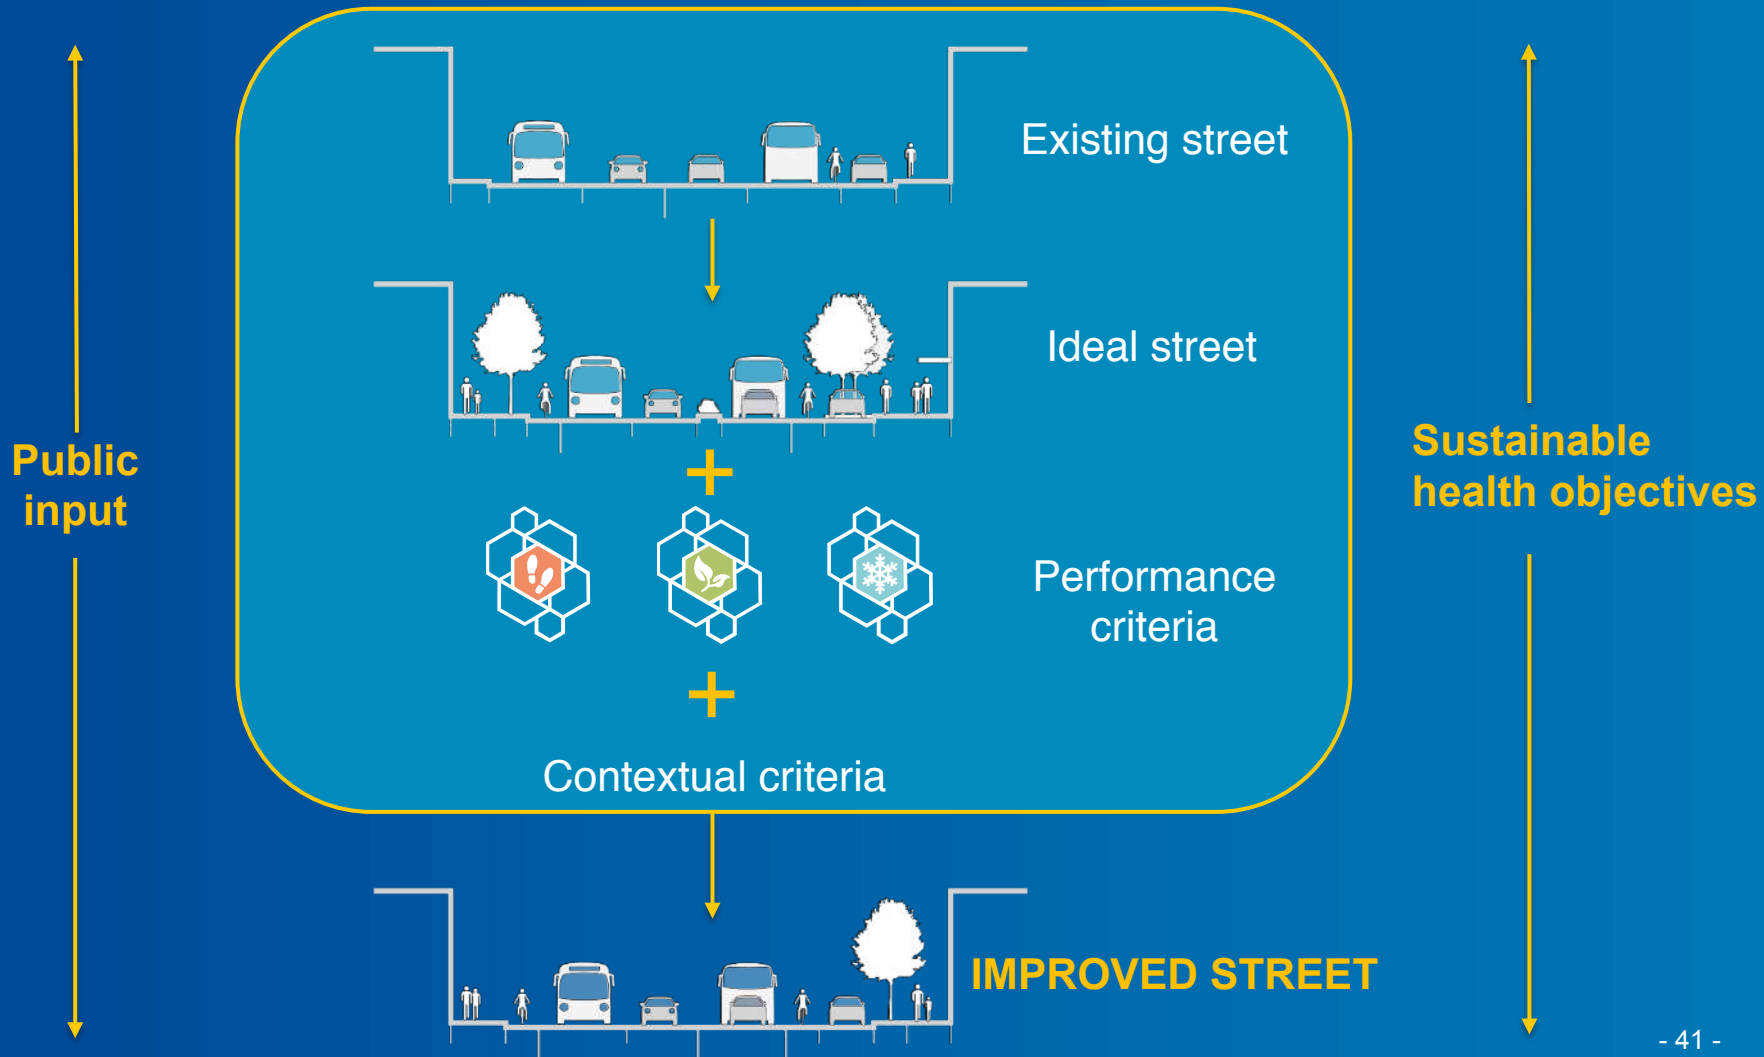 Existing street
Ideal street
Public
input
Sustainable
health objectives
Performance
criteria
Contextual criteria
IMPROVED STREET
- 41 -